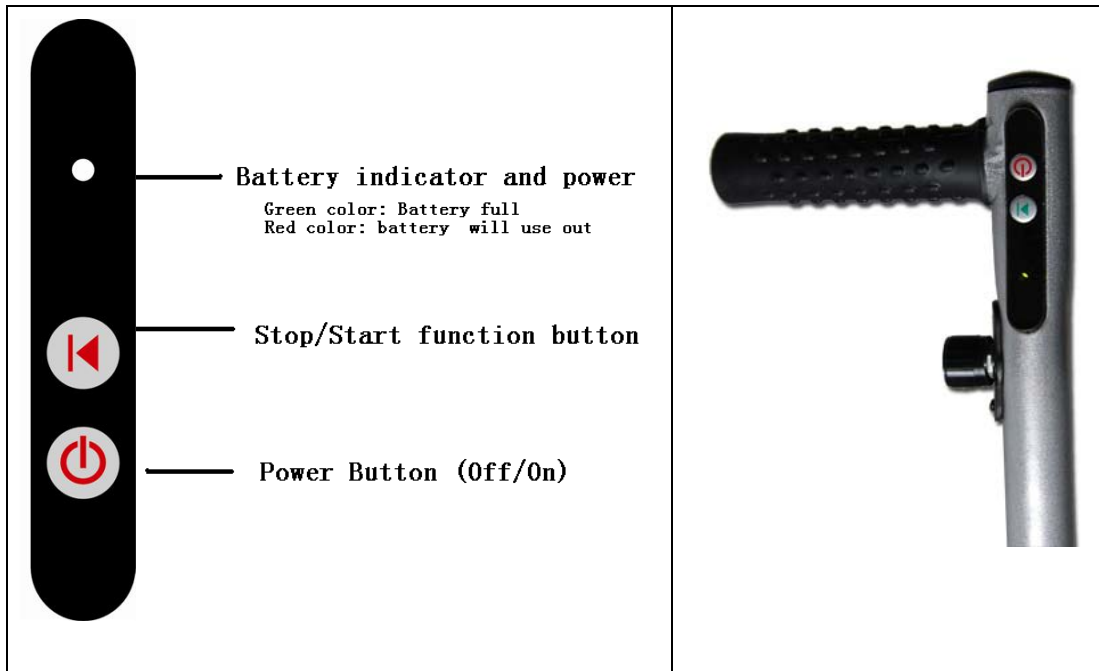 Battery indicator and power
Green color: Battery full
Red color: battery will use out
Stop/Start function button
Power Button (Off/On)